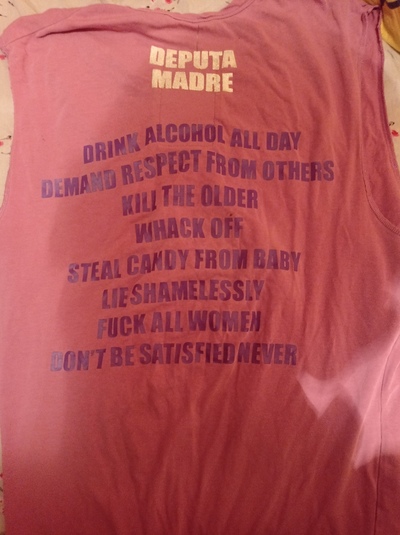 DEPUTA
MADRE
DRINK ALCOHOL ALL DAY
DEMAND RESPECT FROM OTHERS
KILL THE OLDER
WHACK OFF
STEAL CANDY FROM BABY
LIE SHAMELESSLY
FUCK ALL WOMEN
DON'T BE SATISFIED NEVER